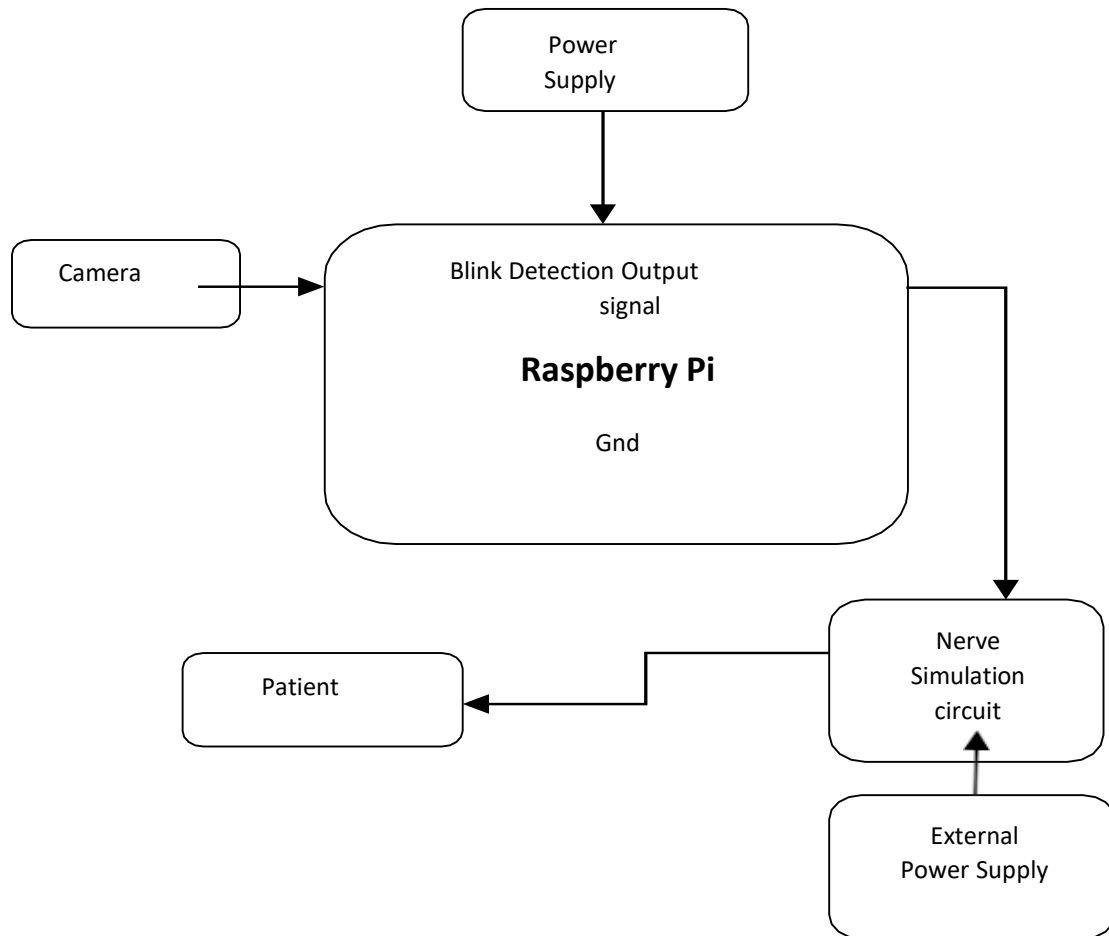 Power
Supply
Camera
Blink Detection Output
signal
Raspberry Pi
Gnd
Nerve
Simulation
circuit
Patient
External
Power Supply